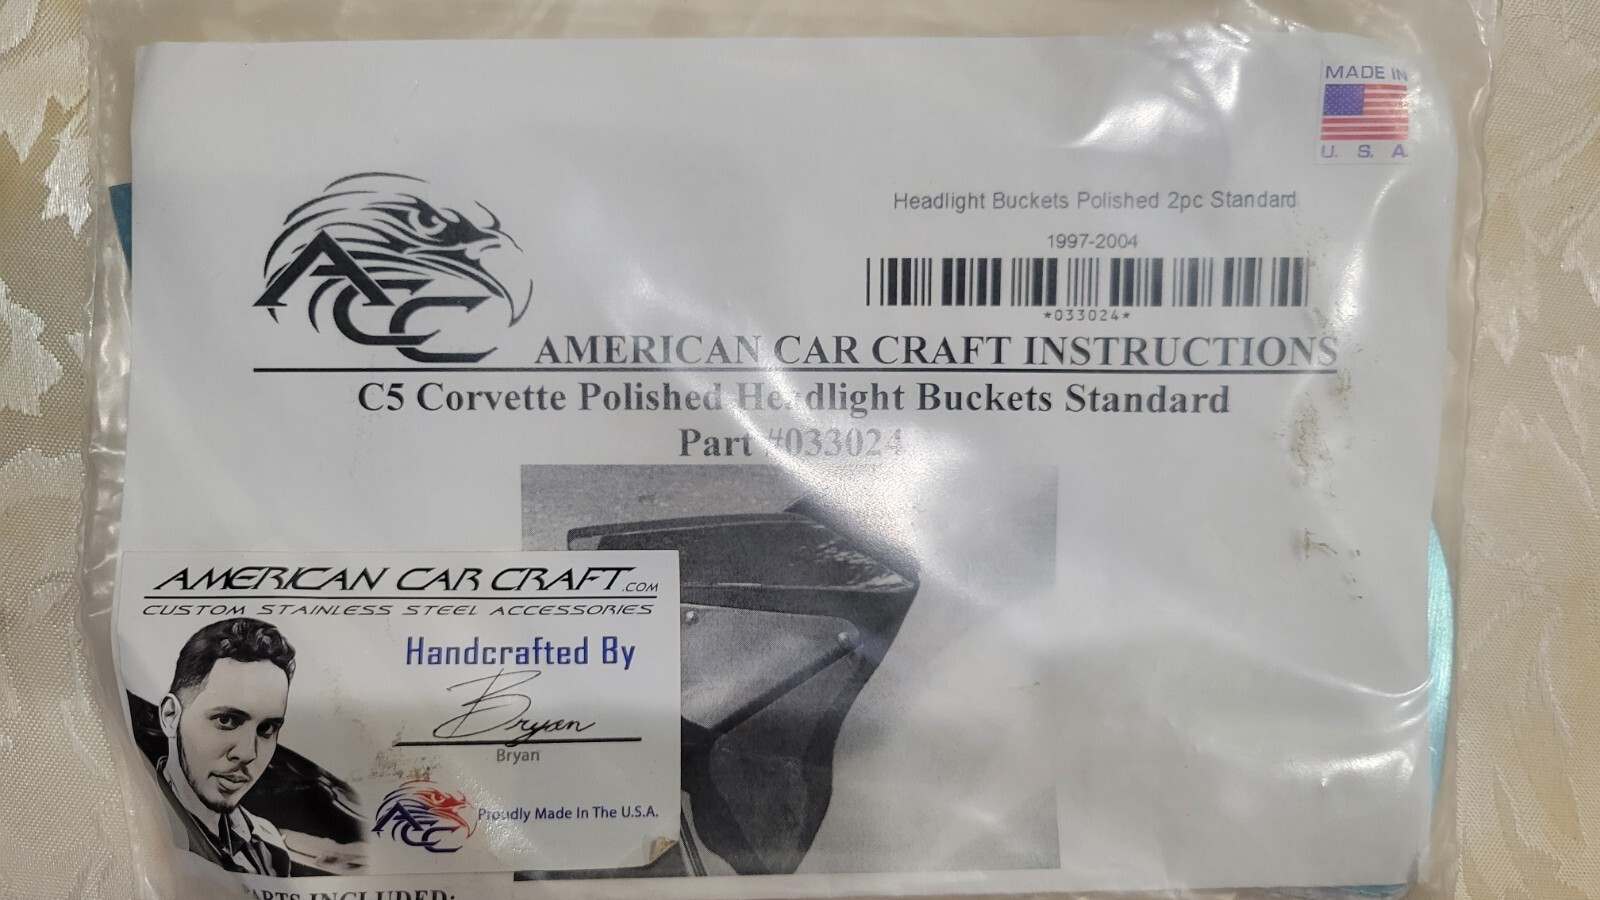 MADE IN
U. S. A.
Headlight Buckets Polished 2pc Standard
1997-2004
*033024*
ACC
AMERICAN CAR CRAFT INSTRUCTIONS
C5 Corvette Polished Headlight Buckets Standard
Part #033024
AMERICAN CAR CRAFT.COM
CUSTOM STAINLESS STEEL ACCESSORIES
Handcrafted By
Bryan
Bryan
ACC
Proudly Made In The U.S.A.
PARTS INCLUDED: